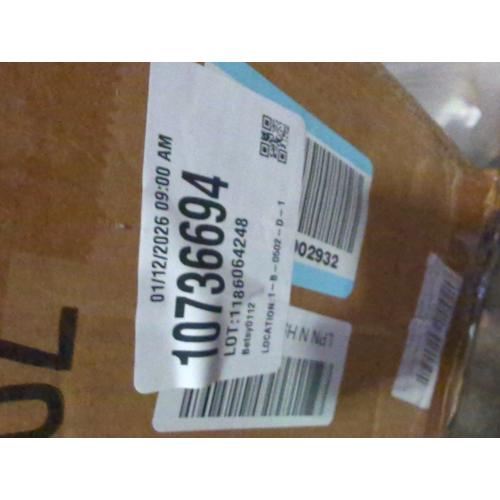 01/12/2026 09:00 AM
10736694
LOT:1186064248
Betsy0112
LOCATION:1-B-0502-D-1
002932
LPN N H